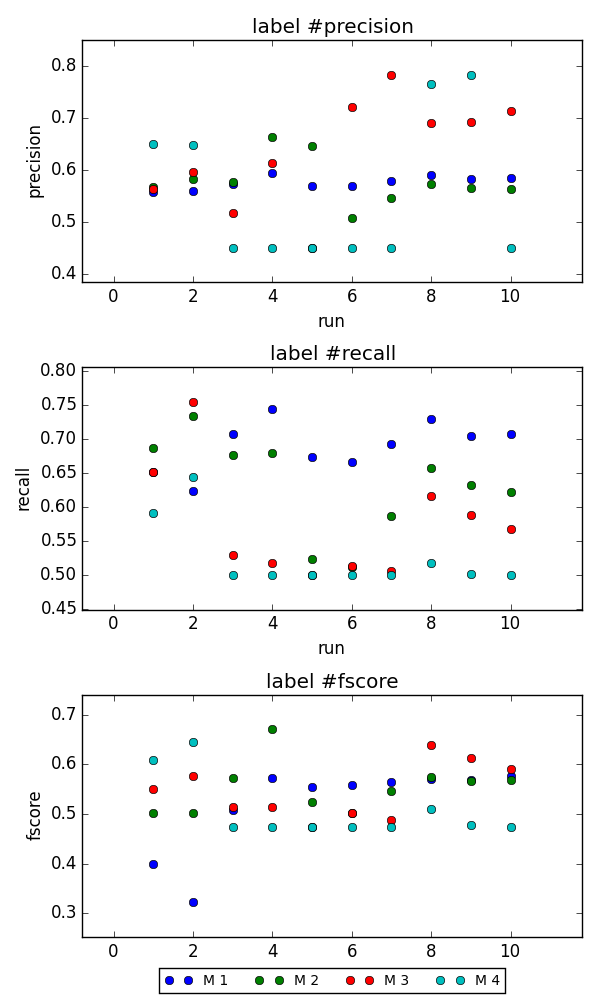 label #precision
0.8
0.7
0.6
0.5
0.4
precision
0 2 4 6 8 10
run
label #recall
0.80
0.75
0.70
0.65
0.60
0.55
0.50
0.45
recall
0 2 4 6 8 10
run
label #fscore
0.7
0.6
0.5
0.4
0.3
fscore
0 2 4 6 8 10
M 1 M 2 M 3 M 4